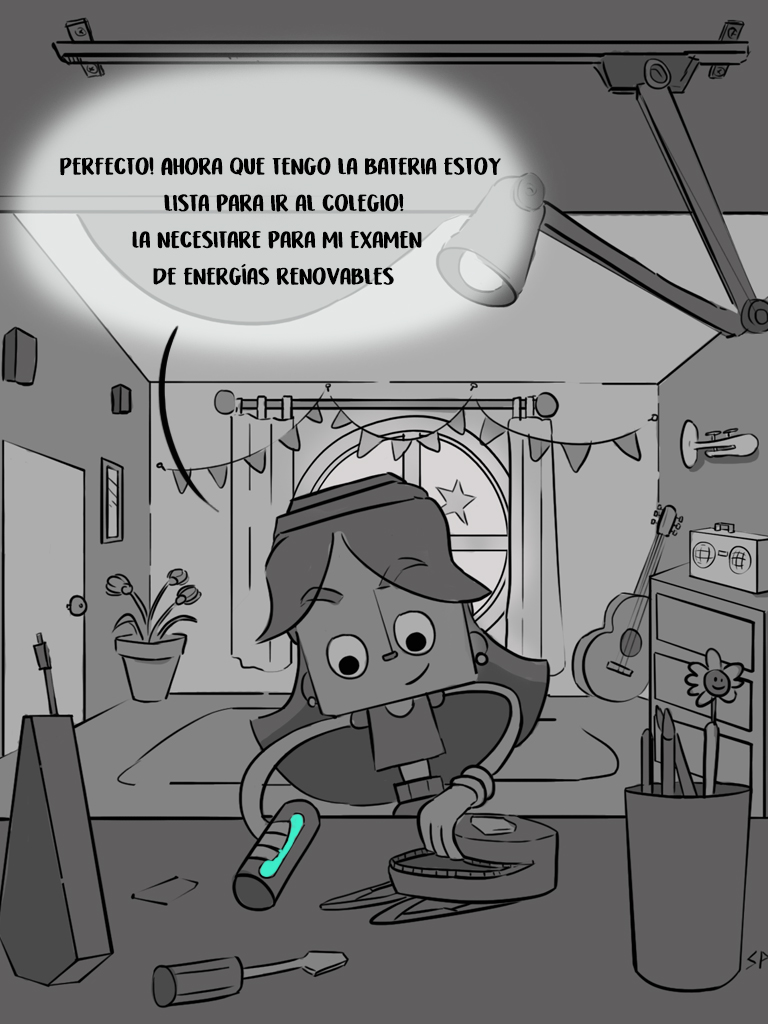 PERFECTO! AHORA QUE TENGO LA BATERIA ESTOY
LISTA PARA IR AL COLEGIO!
LA NECESITARE PARA MI EXAMEN
DE ENERGÍAS RENOVABLES
SP